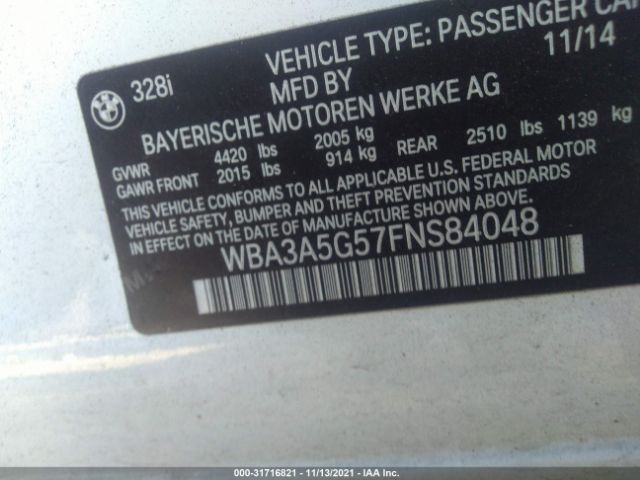 BMW
328i
VEHICLE TYPE: PASSENGER CAR
11/14
MFD BY
BAYERISCHE MOTOREN WERKE AG
GVWR 4420 lbs 2005 kg
GAWR FRONT 2015 lbs 914 kg REAR 2510 lbs 1139 kg
THIS VEHICLE CONFORMS TO ALL APPLICABLE U.S. FEDERAL MOTOR
VEHICLE SAFETY, BUMPER AND THEFT PREVENTION STANDARDS
IN EFFECT ON THE DATE OF MANUFACTURE SHOWN ABOVE.
WBA3A5G57FNS84048
000-31716821 - 11/13/2021 - IAA Inc.